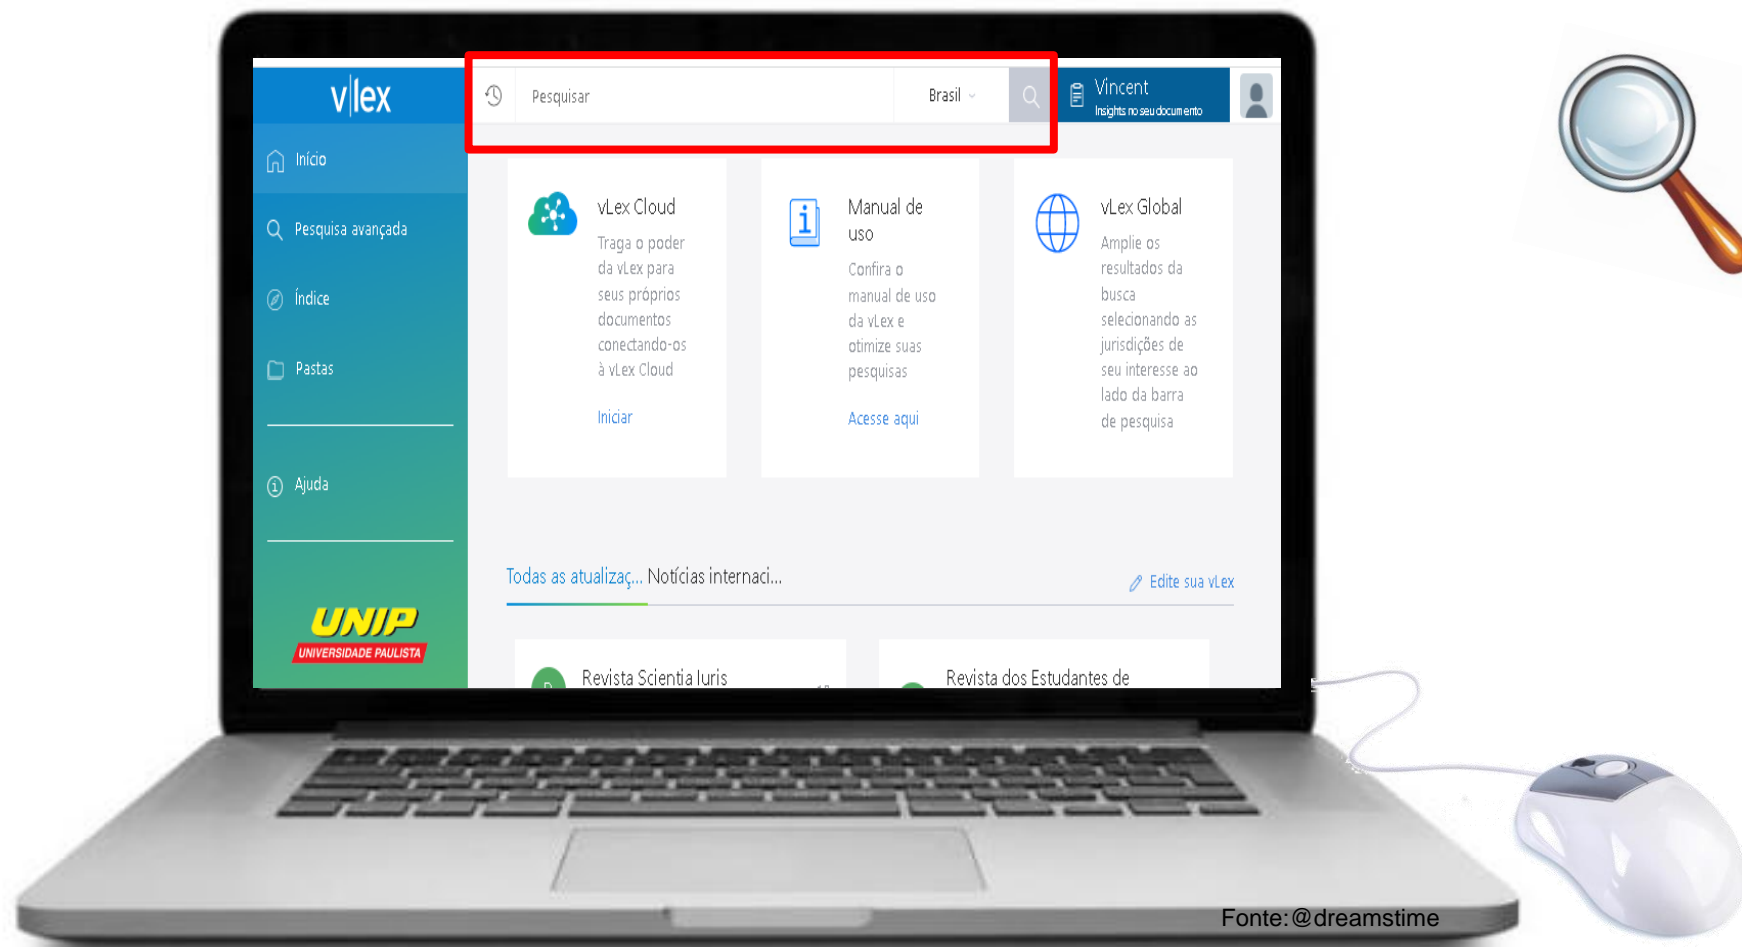 v|lex
Pesquisar
Brasil
Vincent
Insights no seu documento
Início
Pesquisa avançada
Índice
Pastas
Ajuda
UNIP
UNIVERSIDADE PAULISTA
vLex Cloud
Traga o poder
da vLex para
seus próprios
documentos
conectando-os
à vLex Cloud
Iniciar
Manual de
uso
Confira o
manual de uso
da vLex e
otimize suas
pesquisas
Acesse aqui
vLex Global
Amplie os
resultados da
busca
selecionando as
jurisdições de
seu interesse ao
lado da barra
de pesquisa
Todas as atualizaç... Notícias internaci...
Edite sua vLex
Revista Scientia Iuris
Revista dos Estudantes de
Fonte:@dreamstime